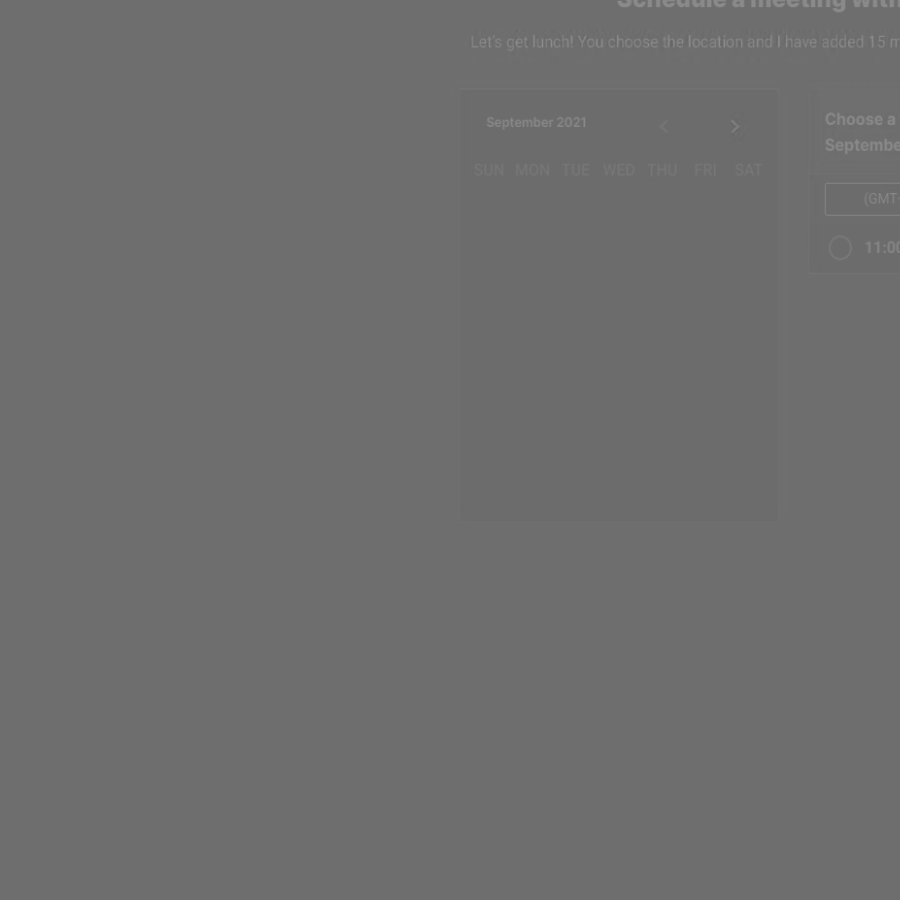 Schedule a meeting with
Let's get lunch! You choose the location and I have added 15 m
September 2021
SUN MON TUE WED THU FRI SAT
Choose a
Septembe
(GMT-
11:00